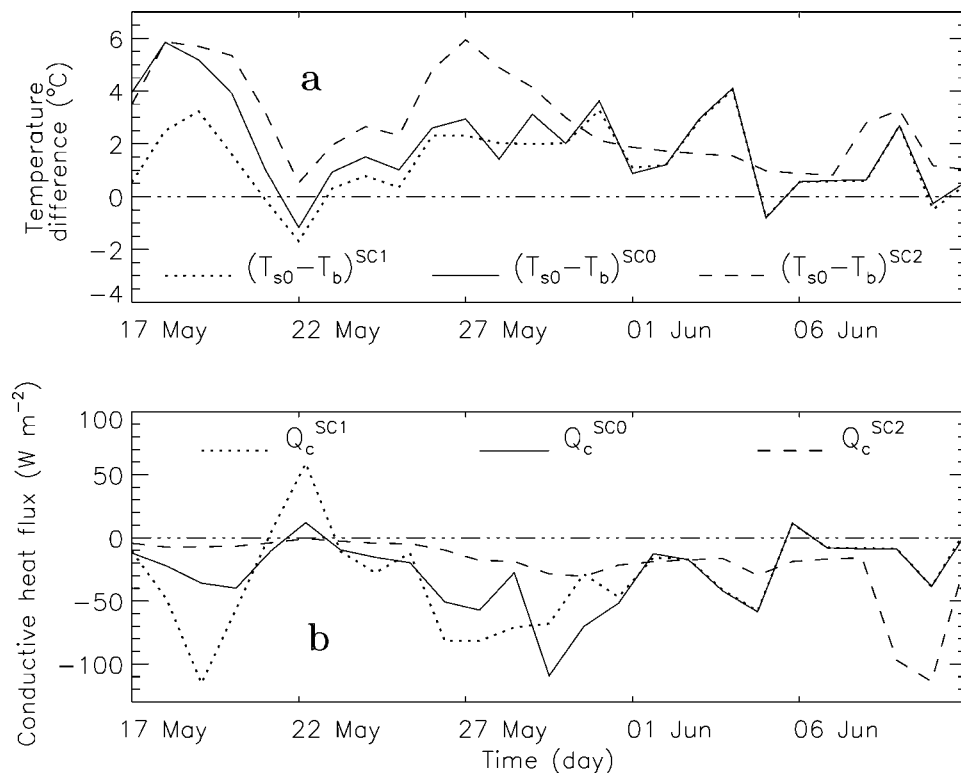 6
4
2
0
−2
−4
Temperature
difference (°C)
a
(Ts0−Tb)SC1 (Ts0−Tb)SC0 (Ts0−Tb)SC2
17 May 22 May 27 May 01 Jun 06 Jun
100
50
0
−50
−100
Conductive heat flux (W m−2)
QcSC1 QcSC0 QcSC2
b
17 May 22 May 27 May 01 Jun 06 Jun
Time (day)